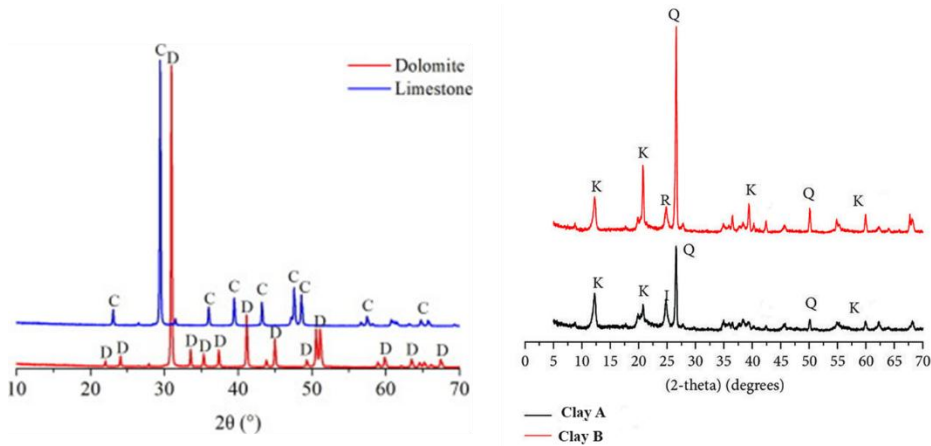 C
D
Dolomite
Limestone
C
C
C
C
C
C
C
C
D
D
D
D
D
D
D
D
D
D
D
D
10 20 30 40 50 60 70
2θ (°)
Q
K
K
R
K
Q
K
Q
K
K
I
Q
K
0 5 10 15 20 25 30 35 40 45 50 55 60 65 70
(2-theta) (degrees)
Clay A
Clay B